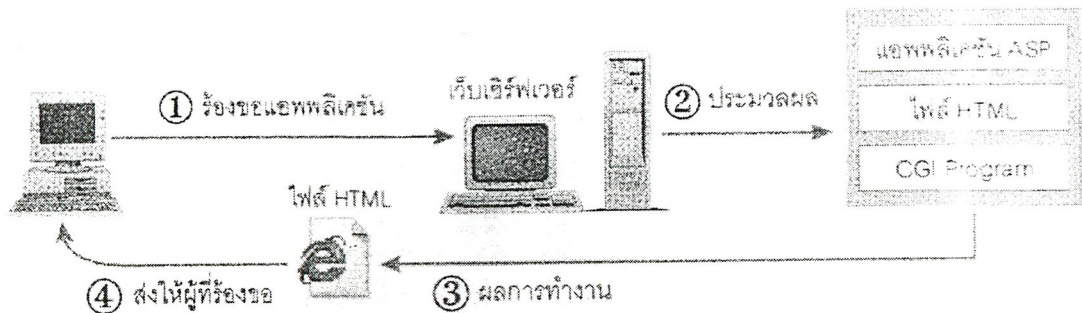 ① ร้องขอแอพพลิเคชัน
เว็บเซิร์ฟเวอร์
② ประมวลผล
แอพพลิเคชัน ASP
ไฟล์ HTML
CGI Program
ไฟล์ HTML
③ ผลการทำงาน
④ ส่งให้ผู้ที่ร้องขอ